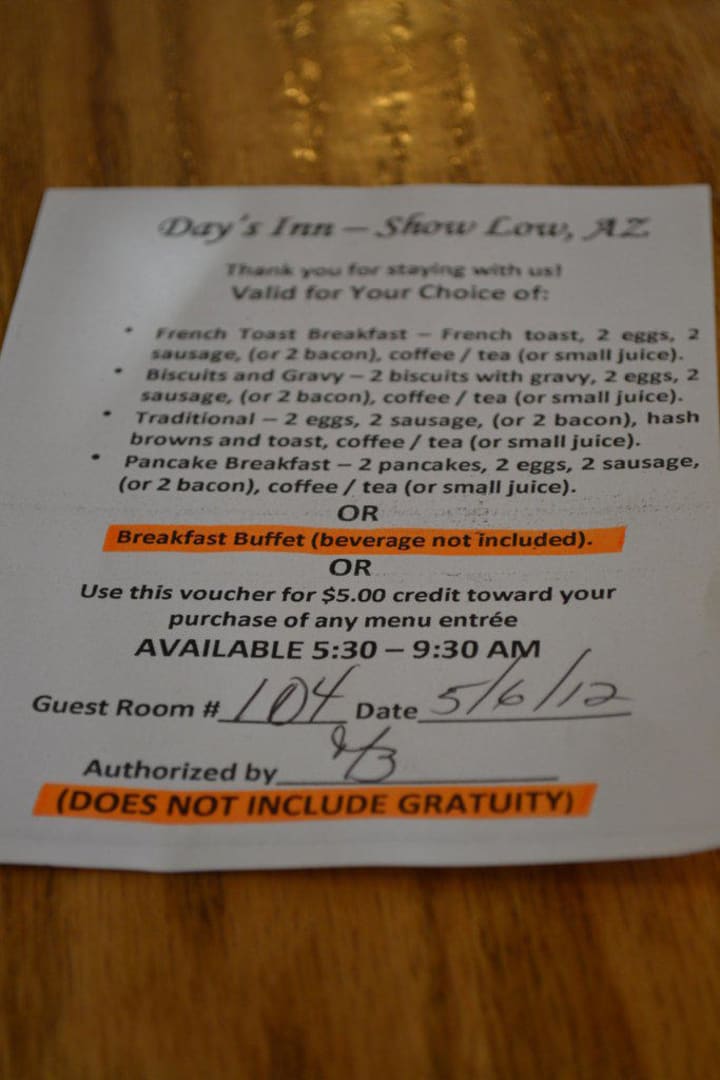 Day's Inn – Show Low, AZ
Thank you for staying with us!
Valid for Your Choice of:
• French Toast Breakfast – French toast, 2 eggs, 2
sausage, (or 2 bacon), coffee / tea (or small juice).
• Biscuits and Gravy – 2 biscuits with gravy, 2 eggs, 2
sausage, (or 2 bacon), coffee / tea (or small juice).
• Traditional – 2 eggs, 2 sausage, (or 2 bacon), hash
browns and toast, coffee / tea (or small juice).
• Pancake Breakfast – 2 pancakes, 2 eggs, 2 sausage,
(or 2 bacon), coffee / tea (or small juice).
OR
Breakfast Buffet (beverage not included).
OR
Use this voucher for $5.00 credit toward your
purchase of any menu entrée
AVAILABLE 5:30 – 9:30 AM
Guest Room # 104 Date 5/6/12
Authorized by
(DOES NOT INCLUDE GRATUITY)